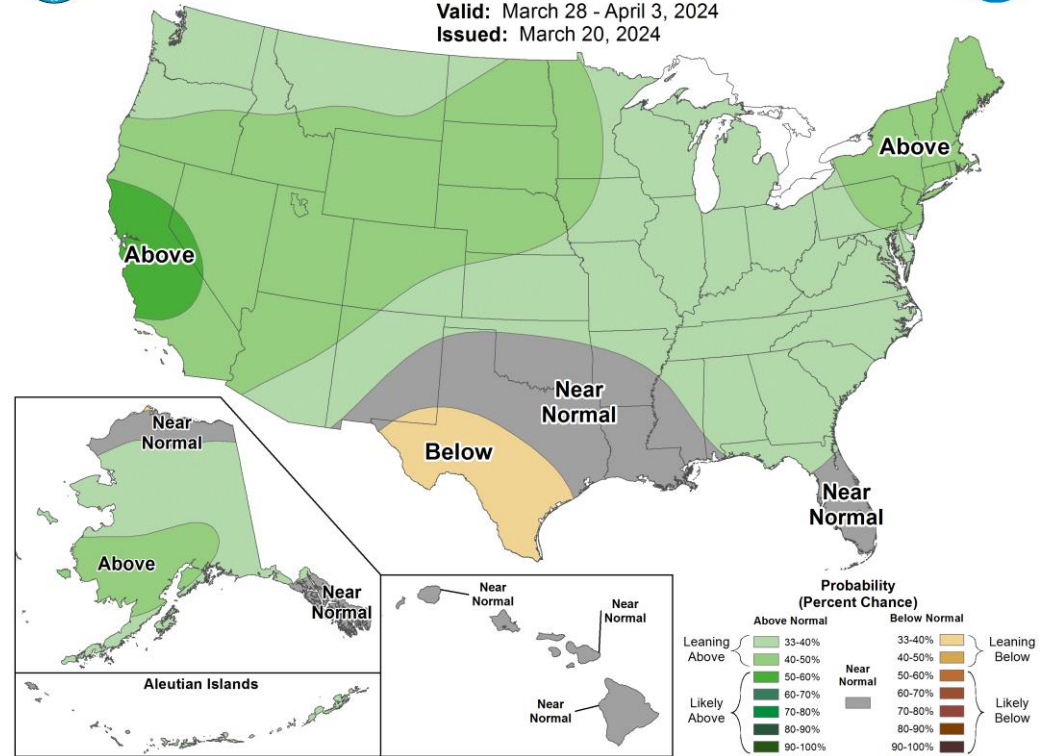 Valid: March 28 - April 3, 2024
Issued: March 20, 2024
Above
Above
Near
Normal
Below
Near
Normal
Near
Normal
Above
Near
Normal
Aleutian Islands
Near
Normal
Near
Normal
Near
Normal
Probability
(Percent Chance)
Above Normal
Below Normal
Leaning
Above
33-40%
40-50%
Likely
Above
50-60%
60-70%
70-80%
80-90%
90-100%
Near
Normal
33-40%
40-50%
Leaning
Below
50-60%
60-70%
70-80%
80-90%
90-100%
Likely
Below